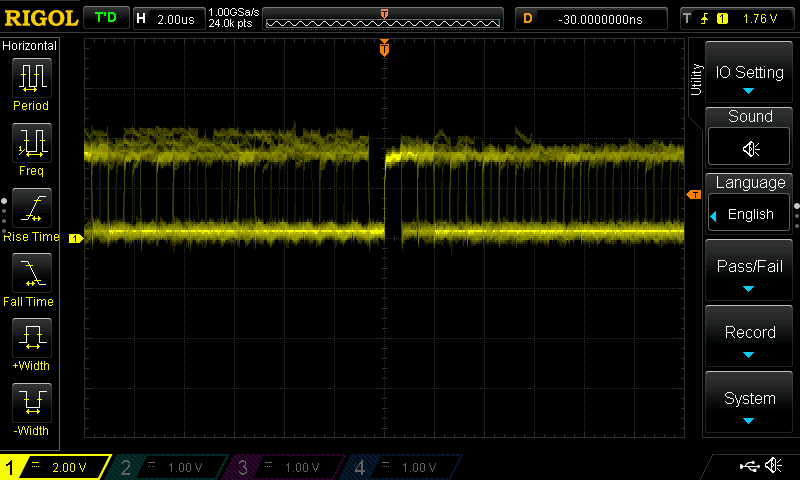 RIGOL T'D H 2.00us 1.00GSa/s 24.0k pts T D -30.0000000ns T 1 1.76 V
Horizontal
Period
Freq
Rise Time
Fall Time
+Width
-Width
T
T
1
Utility
IO Setting
Sound
Language
English
Pass/Fail
Record
System
1 2.00 V 2 1.00 V 3 1.00 V 4 1.00 V